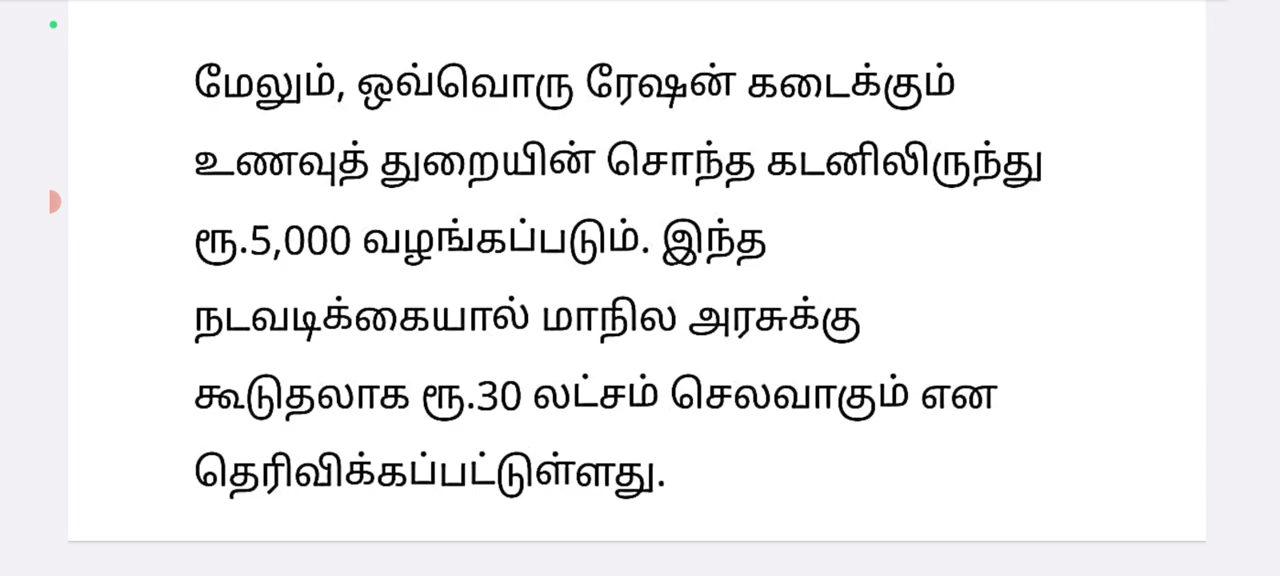 மேலும், ஒவ்வொரு ரேஷன் கடைக்கும்
உணவுத் துறையின் சொந்த கடனிலிருந்து
ரூ.5,000 வழங்கப்படும். இந்த
நடவடிக்கையால் மாநில அரசுக்கு
கூடுதலாக ரூ.30 லட்சம் செலவாகும் என
தெரிவிக்கப்பட்டுள்ளது.